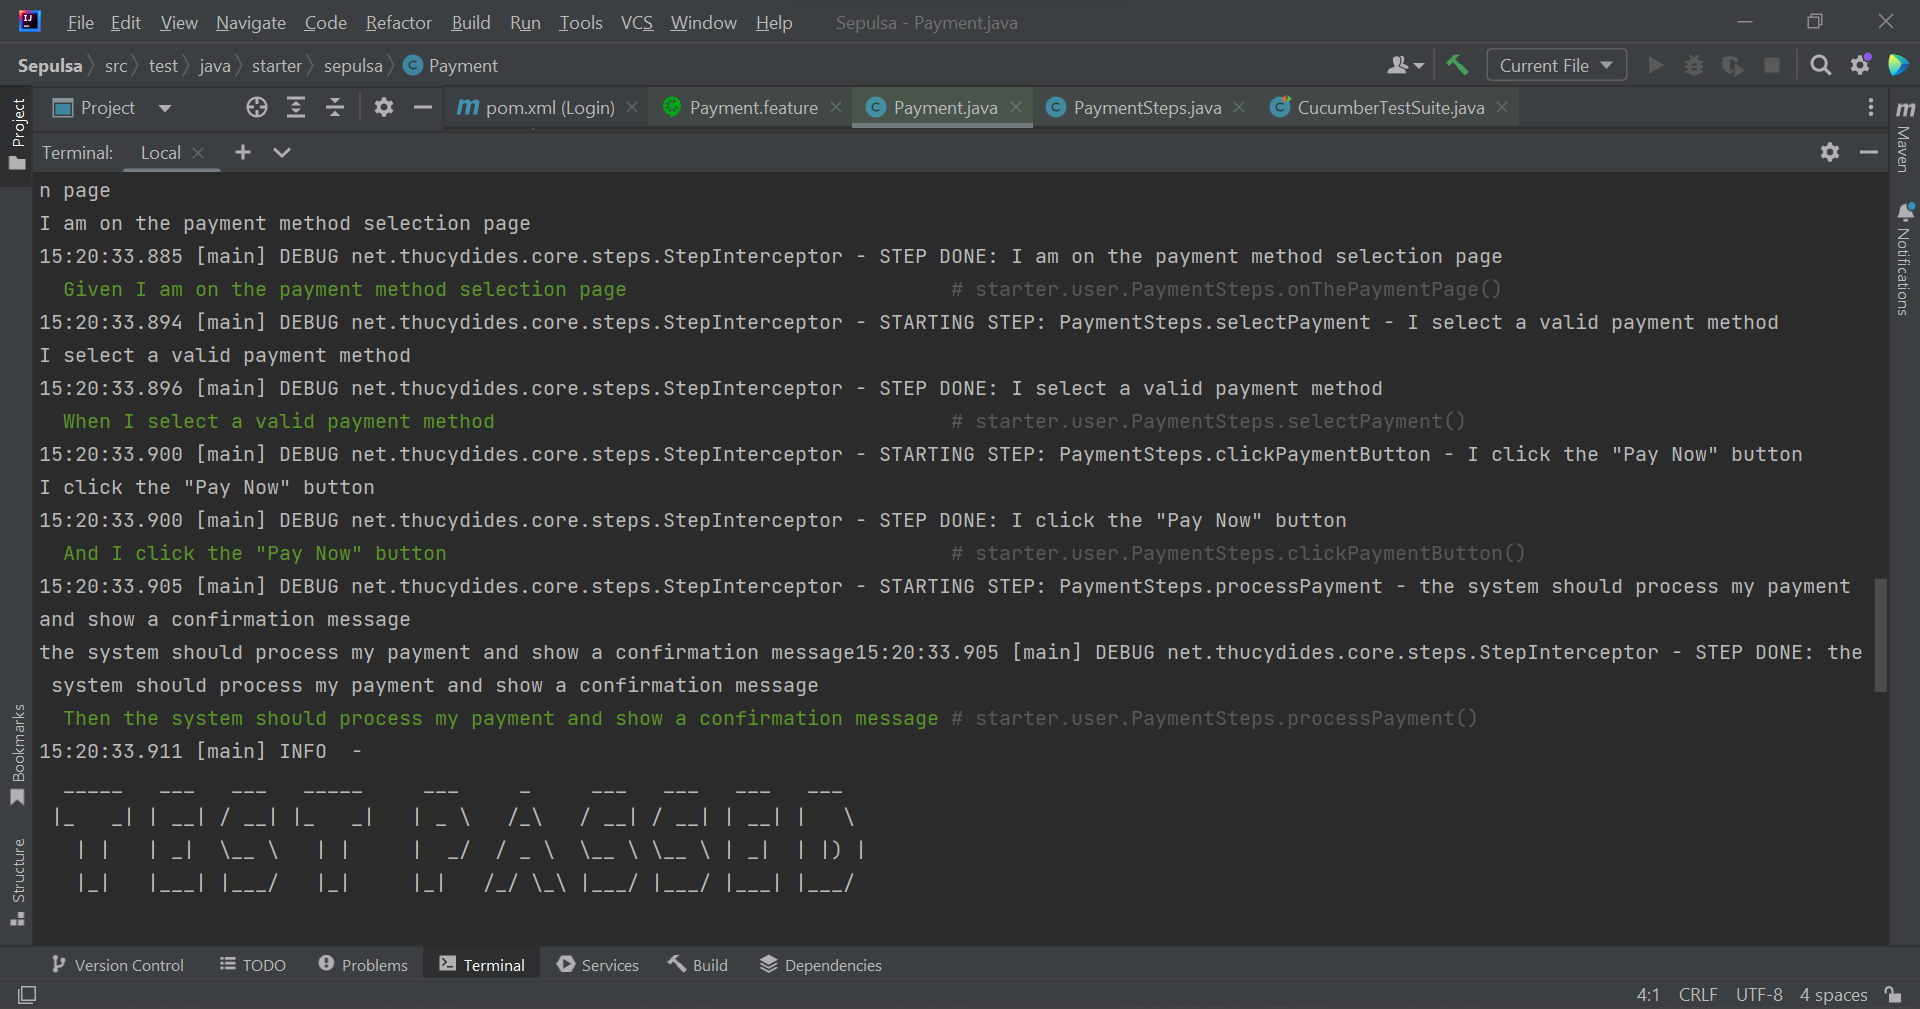 File Edit View Navigate Code Refactor Build Run Tools VCS Window Help Sepulsa - Payment.java
Sepulsa src test java starter sepulsa Payment Current File
Project pom.xml (Login) Payment.feature Payment.java PaymentSteps.java CucumberTestSuite.java
Project
Maven
Notifications
Terminal: Local
n page
I am on the payment method selection page
15:20:33.885 [main] DEBUG net.thucydides.core.steps.StepInterceptor - STEP DONE: I am on the payment method selection page
Given I am on the payment method selection page # starter.user.PaymentSteps.onThePaymentPage()
15:20:33.894 [main] DEBUG net.thucydides.core.steps.StepInterceptor - STARTING STEP: PaymentSteps.selectPayment - I select a valid payment method
I select a valid payment method
15:20:33.896 [main] DEBUG net.thucydides.core.steps.StepInterceptor - STEP DONE: I select a valid payment method
When I select a valid payment method # starter.user.PaymentSteps.selectPayment()
15:20:33.900 [main] DEBUG net.thucydides.core.steps.StepInterceptor - STARTING STEP: PaymentSteps.clickPaymentButton - I click the "Pay Now" button
I click the "Pay Now" button
15:20:33.900 [main] DEBUG net.thucydides.core.steps.StepInterceptor - STEP DONE: I click the "Pay Now" button
And I click the "Pay Now" button # starter.user.PaymentSteps.clickPaymentButton()
15:20:33.905 [main] DEBUG net.thucydides.core.steps.StepInterceptor - STARTING STEP: PaymentSteps.processPayment - the system should process my payment
and show a confirmation message
the system should process my payment and show a confirmation message15:20:33.905 [main] DEBUG net.thucydides.core.steps.StepInterceptor - STEP DONE: the
system should process my payment and show a confirmation message
Then the system should process my payment and show a confirmation message # starter.user.PaymentSteps.processPayment()
15:20:33.911 [main] INFO -
TEST PASSED
Bookmarks
Structure
Version Control TODO Problems Terminal Services Build Dependencies
4:1 CRLF UTF-8 4 spaces